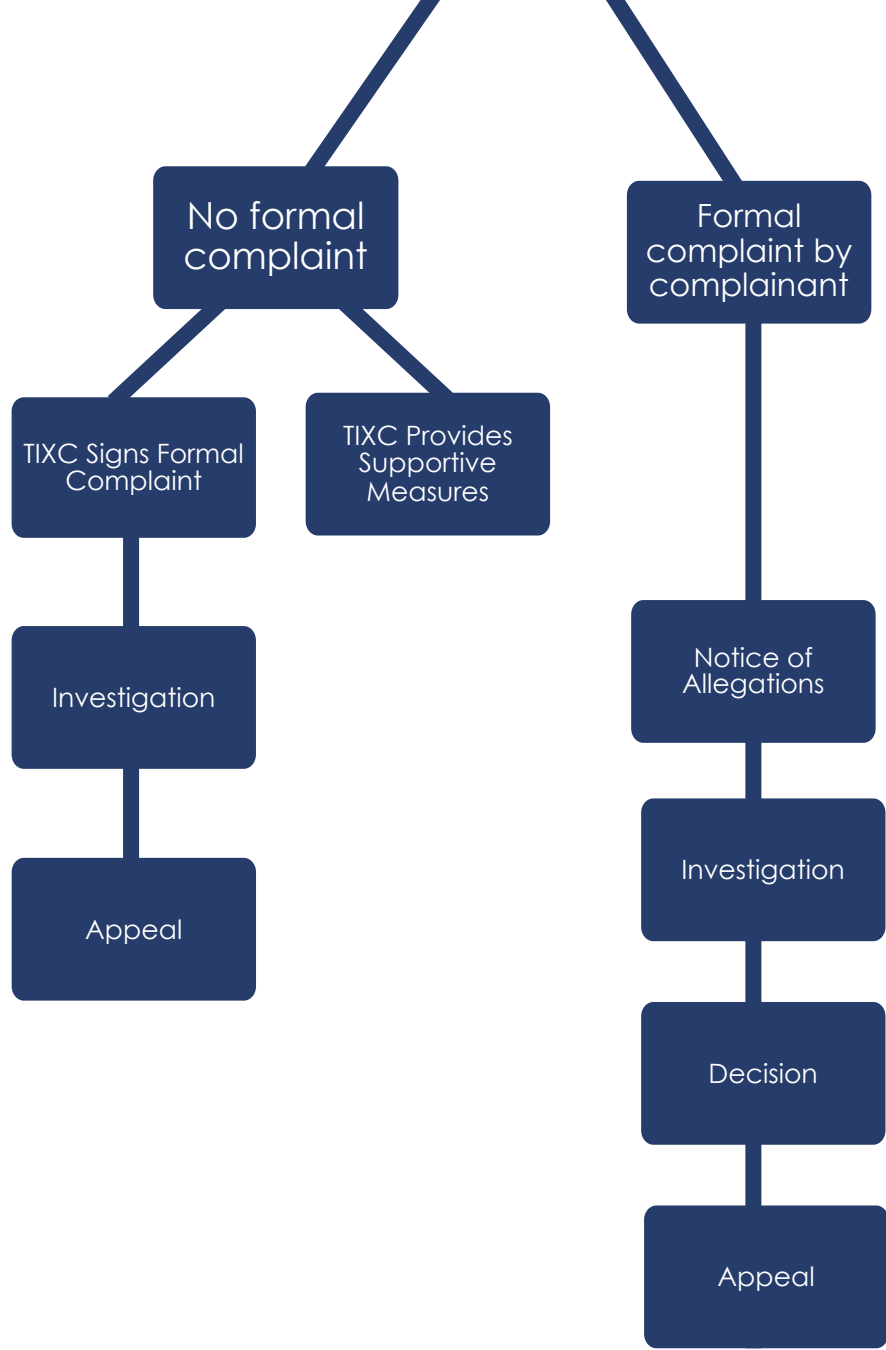 No formal
complaint
Formal
complaint by
complainant
TIXC Signs Formal
Complaint
TIXC Provides
Supportive
Measures
Investigation
Appeal
Notice of
Allegations
Investigation
Decision
Appeal